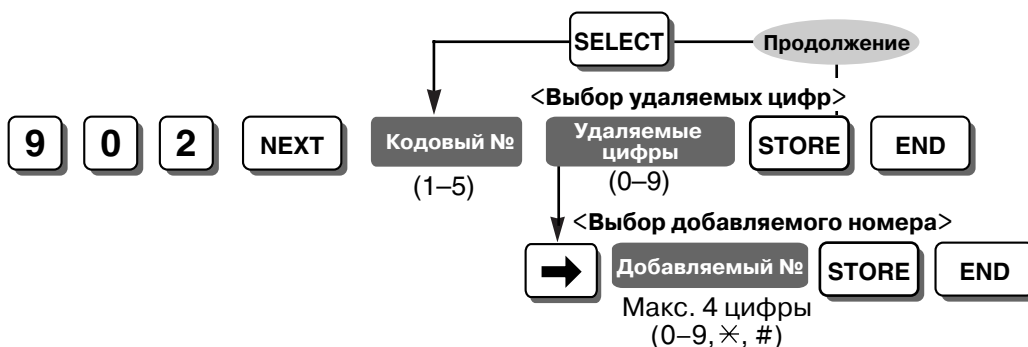 SELECT Продолжение
<Выбор удаляемых цифр>
9 0 2 NEXT Кодовый № Удаляемые цифры STORE END
(1–5) (0–9)
<Выбор добавляемого номера>
➡ Добавляемый № STORE END
Макс. 4 цифры
(0–9, ✳, #)